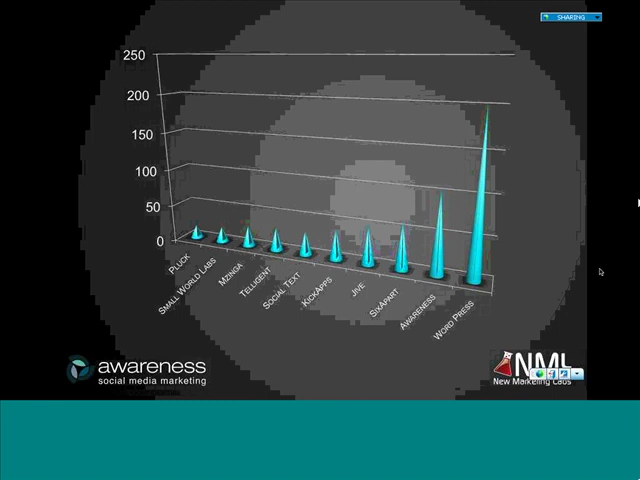 SHARING
250
200
150
100
50
0
PLUCK
SMALL WORLD LABS
MZINGA
TELLIGENT
SOCIAL TEXT
KICKAPPS
JIVE
SIXAPART
AWARENESS
WORD PRESS
awareness
social media marketing
NML
New Marketing Labs